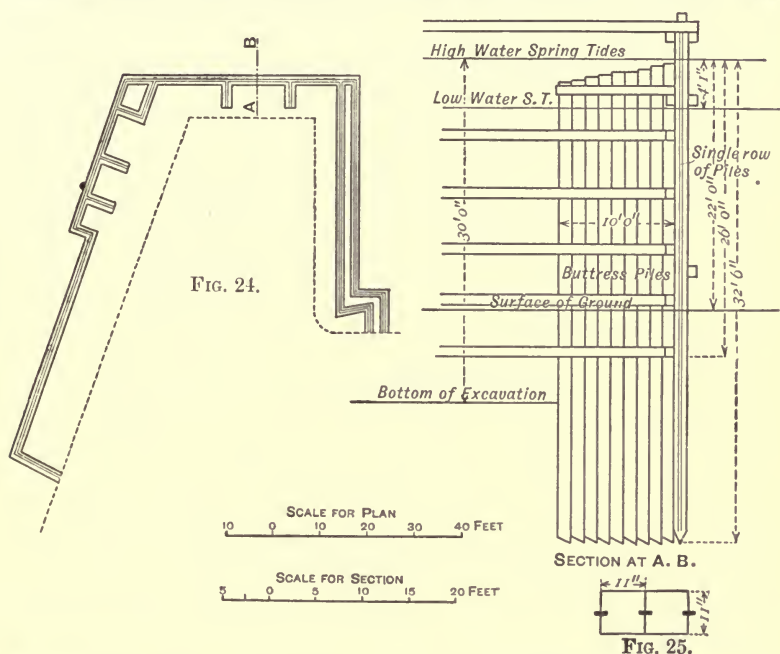 B
A
FIG. 24.
SCALE FOR PLAN
10 0 10 20 30 40 FEET
SCALE FOR SECTION
5 0 5 10 15 20 FEET
High Water Spring Tides
Low Water S.T.
4'1"
Single row
of Piles
30'0"
10'0"
22'0"
26'0"
32'6"
Buttress Piles
Surface of Ground
Bottom of Excavation
SECTION AT A. B.
11"
11"
FIG. 25.